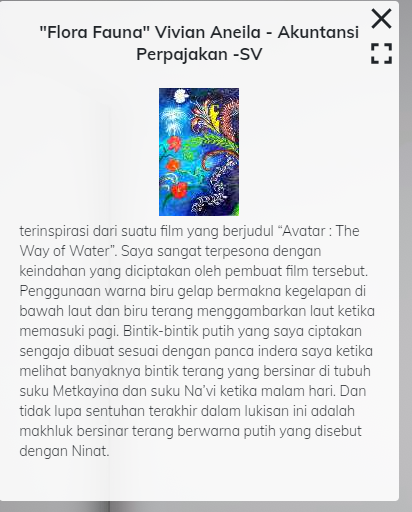 "Flora Fauna" Vivian Aneila - Akuntansi
Perpajakan -SV
terinspirasi dari suatu film yang berjudul “Avatar : The
Way of Water”. Saya sangat terpesona dengan
keindahan yang diciptakan oleh pembuat film tersebut.
Penggunaan warna biru gelap bermakna kegelapan di
bawah laut dan biru terang menggambarkan laut ketika
memasuki pagi. Bintik-bintik putih yang saya ciptakan
sengaja dibuat sesuai dengan panca indera saya ketika
melihat banyaknya bintik terang yang bersinar di tubuh
suku Metkayina dan suku Na’vi ketika malam hari. Dan
tidak lupa sentuhan terakhir dalam lukisan ini adalah
makhluk bersinar terang berwarna putih yang disebut
dengan Ninat.